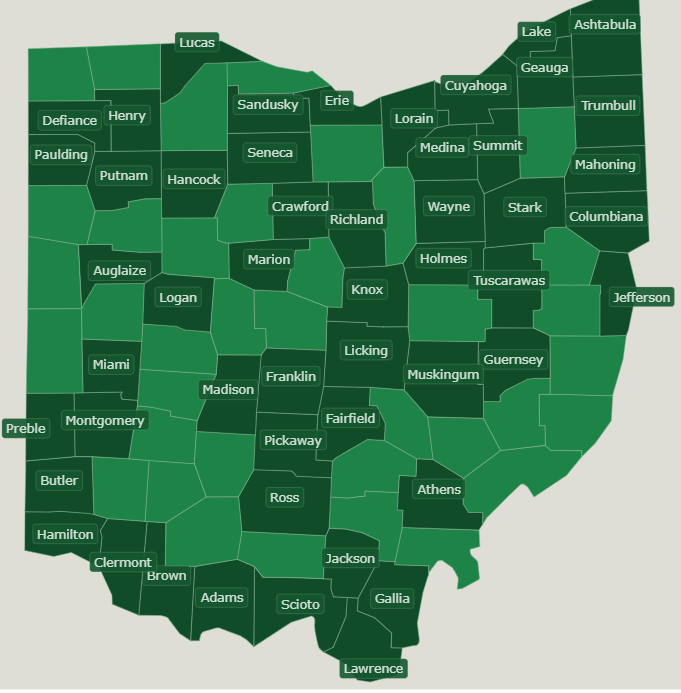 Ashtabula
Lake
Lucas
Geauga
Cuyahoga
Erie
Sandusky
Trumbull
Henry
Lorain
Defiance
Summit
Medina
Seneca
Paulding
Mahoning
Putnam
Hancock
Crawford
Wayne
Stark
Columbiana
Richland
Holmes
Marion
Auglaize
Tuscarawas
Knox
Logan
Jefferson
Licking
Guernsey
Miami
Muskingum
Franklin
Madison
Fairfield
Montgomery
Preble
Pickaway
Butler
Athens
Ross
Hamilton
Jackson
Clermont
Brown
Adams
Gallia
Scioto
Lawrence